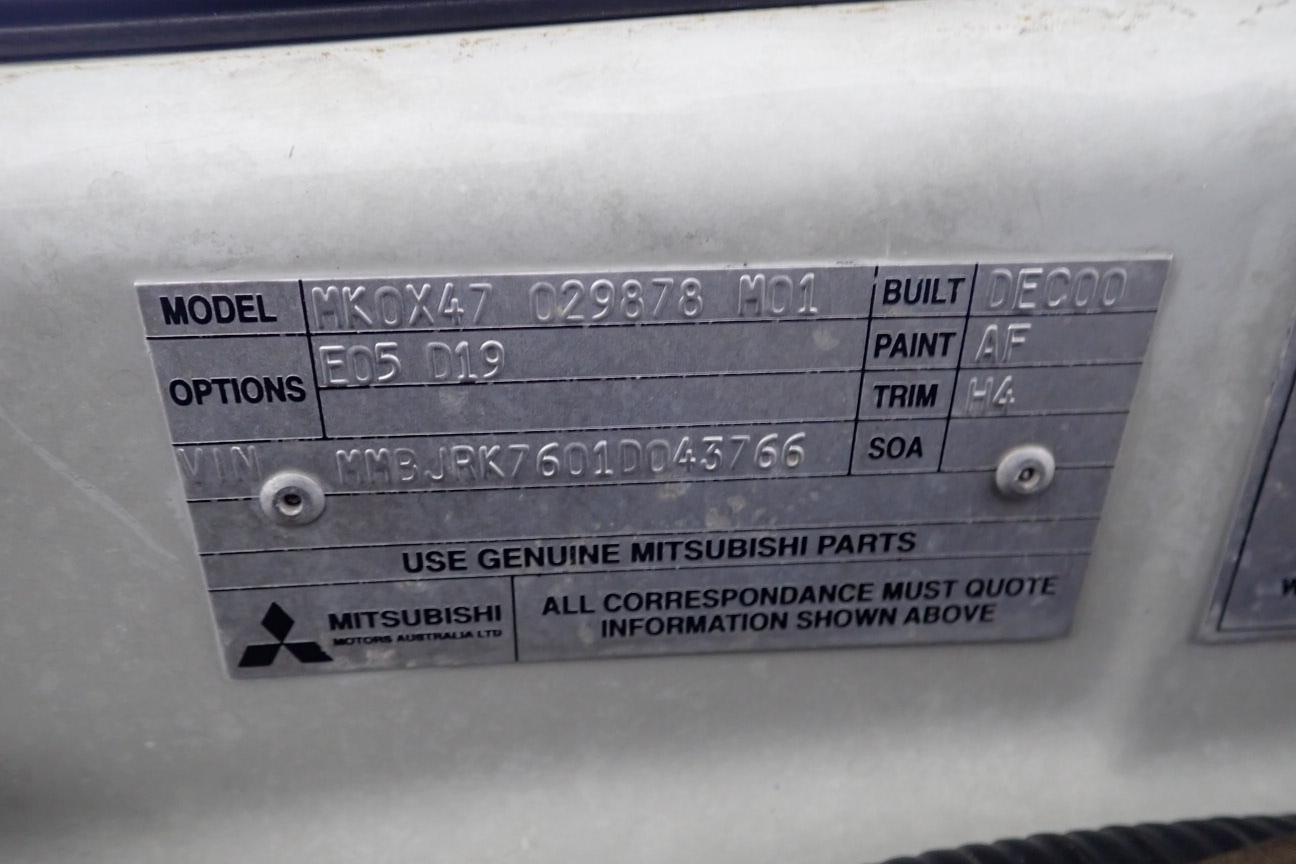 MODEL MK0X47 029878 M01 BUILT DEC00
OPTIONS E05 D19 PAINT AF
TRIM H4
VIN MMBJRK7601D043766 SOA
USE GENUINE MITSUBISHI PARTS
MITSUBISHI
MOTORS AUSTRALIA LTD
ALL CORRESPONDANCE MUST QUOTE
INFORMATION SHOWN ABOVE